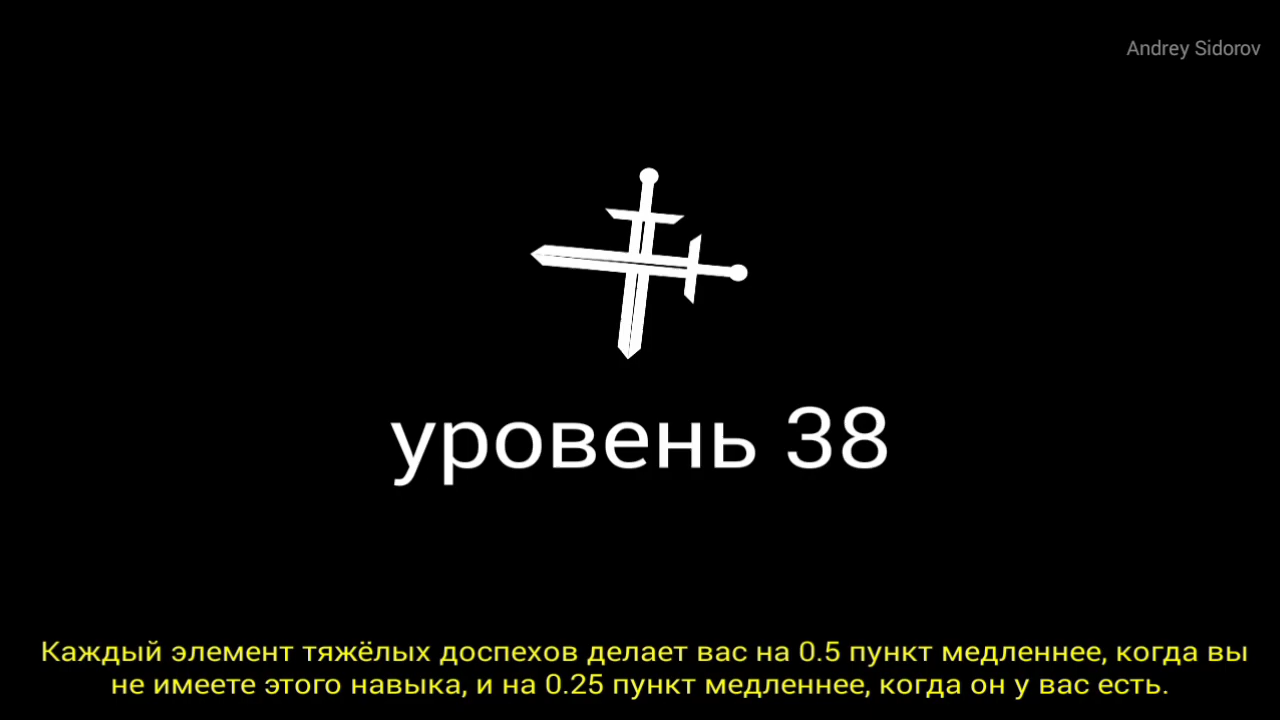 Andrey Sidorov
уровень 38
Каждый элемент тяжёлых доспехов делает вас на 0.5 пункт медленнее, когда вы
не имеете этого навыка, и на 0.25 пункт медленнее, когда он у вас есть.